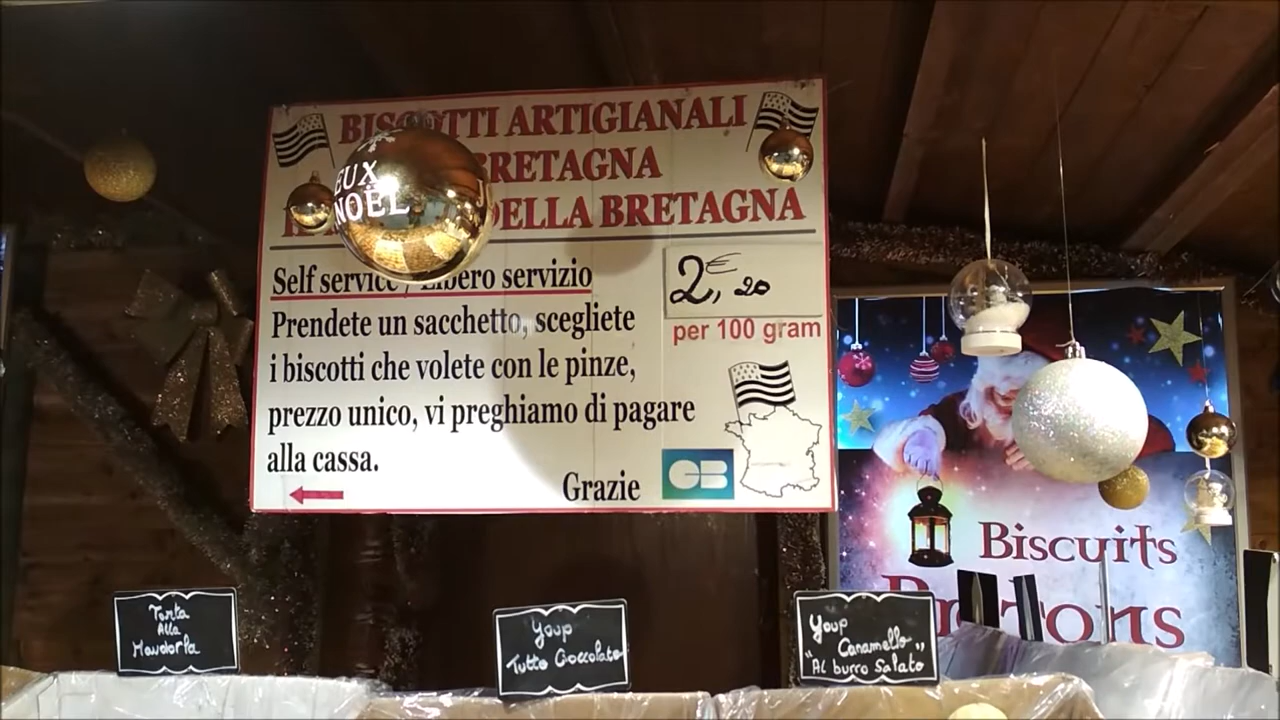 BISCOTTI ARTIGIANALI
BRETAGNA
DELLA BRETAGNA
EUX
NOËL
Self service / Libero servizio
2,€20
per 100 gram
Prendete un sacchetto, scegliete
i biscotti che volete con le pinze,
prezzo unico, vi preghiamo di pagare
alla cassa.
Grazie
CB
Biscuits
Bretons
Torta
Alla
Mandorla
Youp
Tutto Cioccolato
Youp
Caramello
"Al burro Salato"